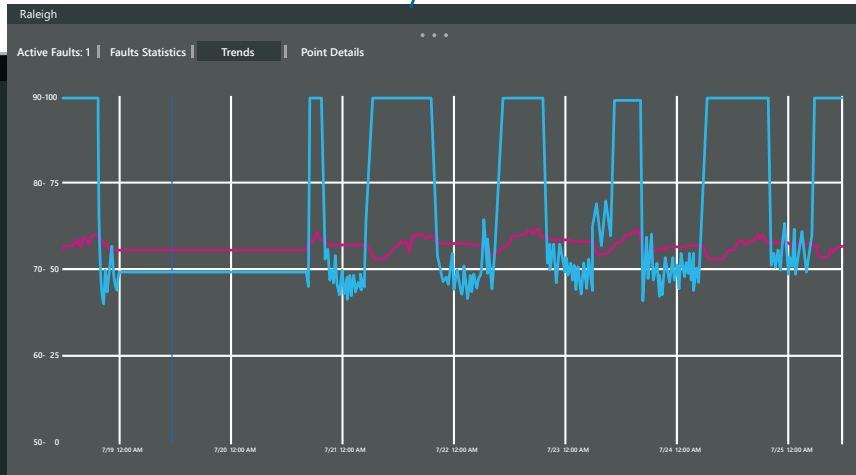 Raleigh
Active Faults: 1 | Faults Statistics | Trends | Point Details
90-100
80- 75
70- 50
60- 25
50- 0
7/19 12:00 AM 7/20 12:00 AM 7/21 12:00 AM 7/22 12:00 AM 7/23 12:00 AM 7/24 12:00 AM 7/25 12:00 AM